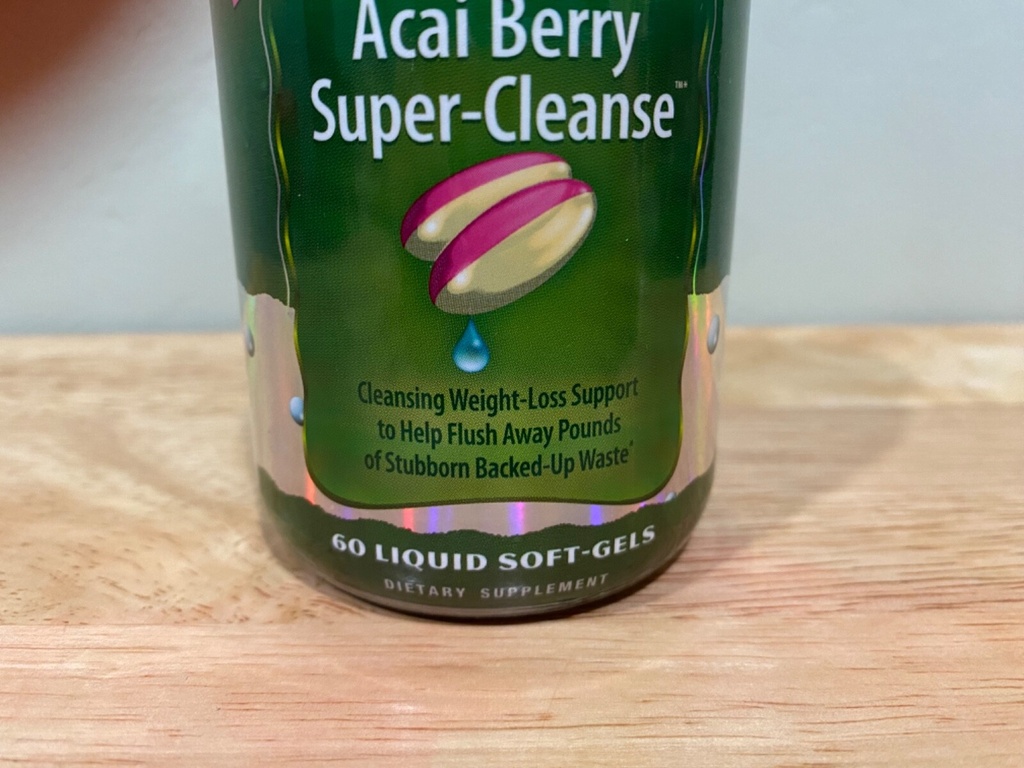 Acai Berry
Super-Cleanse™*
Cleansing Weight-Loss Support
to Help Flush Away Pounds
of Stubborn Backed-Up Waste*
60 LIQUID SOFT-GELS
DIETARY SUPPLEMENT